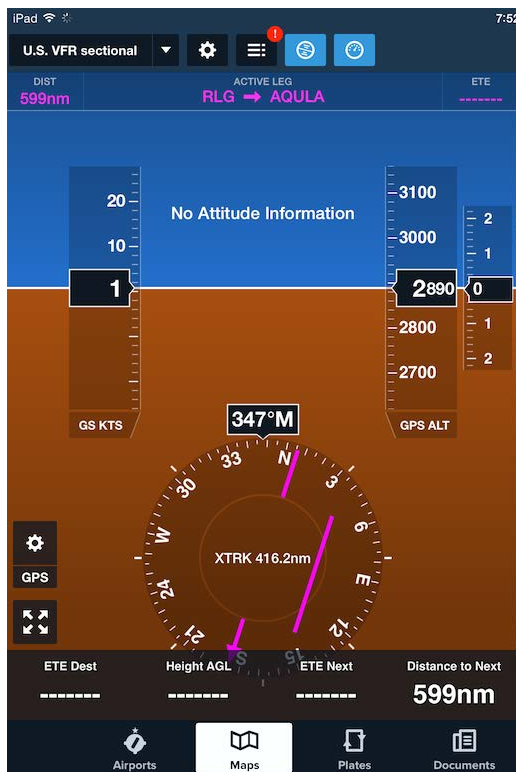 iPad 7:52
U.S. VFR sectional
!
DIST ACTIVE LEG ETE
599nm RLG → AQULA -------
No Attitude Information
20
10
1
GS KTS
3100
3000
2890
2800
2700
GPS ALT
2
1
0
1
2
347°M
N
3
6
E
12
15
S
21
24
W
30
33
XTRK 416.2nm
GPS
ETE Dest Height AGL ETE Next Distance to Next
------- ------- ------- 599nm
Airports Maps Plates Documents